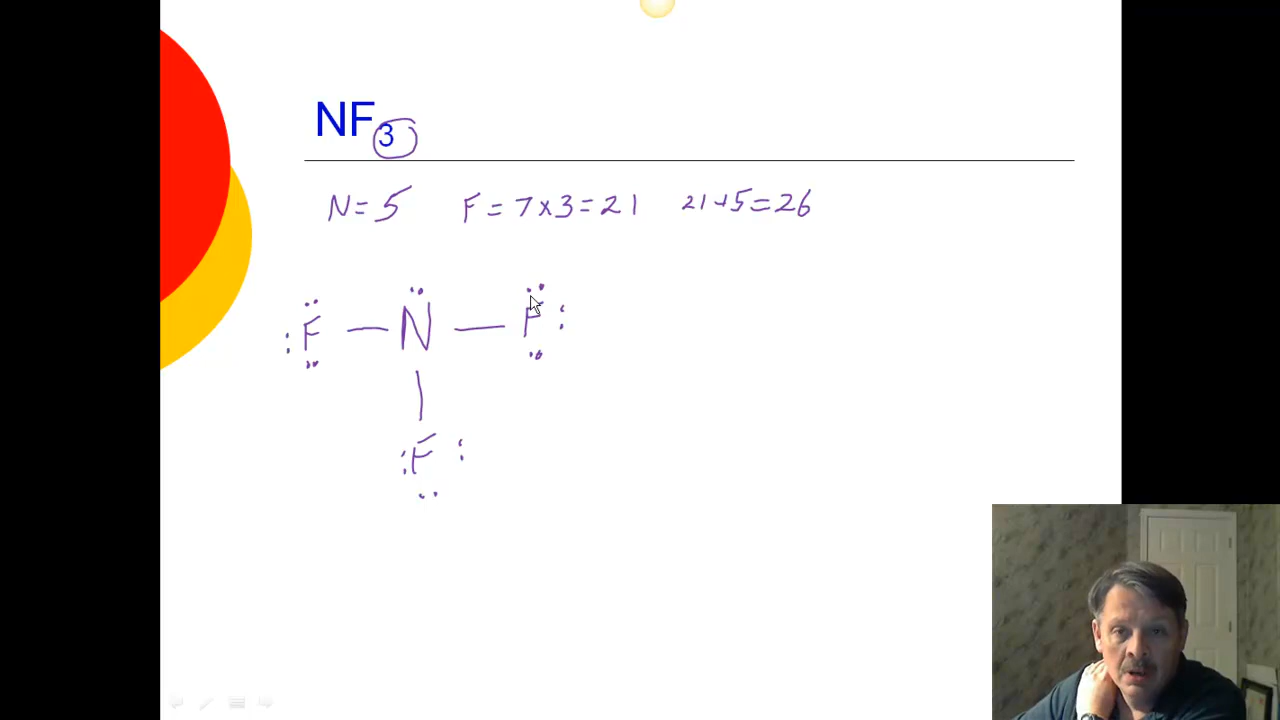 NF3
N=5 F=7×3=21 21+5=26
:F — N — F:
:F: